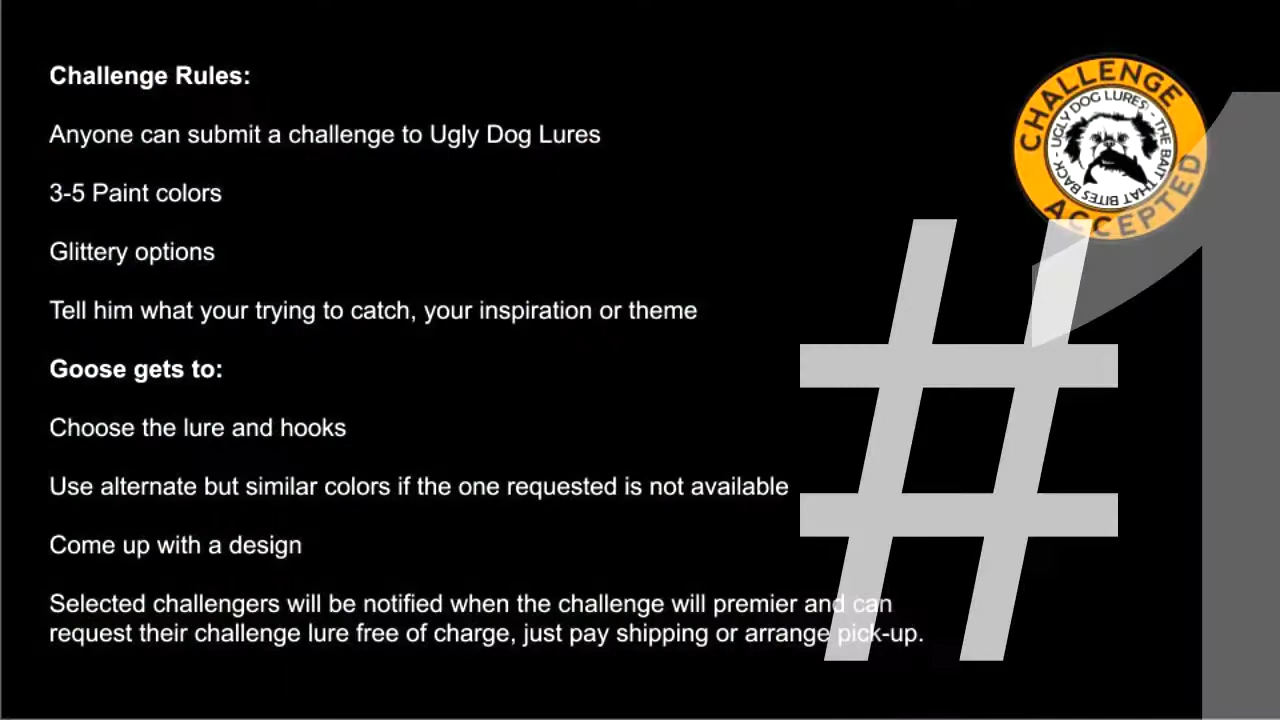 Challenge Rules:
Anyone can submit a challenge to Ugly Dog Lures
3-5 Paint colors
Glittery options
Tell him what your trying to catch, your inspiration or theme
Goose gets to:
Choose the lure and hooks
Use alternate but similar colors if the one requested is not available
Come up with a design
Selected challengers will be notified when the challenge will premier and can
request their challenge lure free of charge, just pay shipping or arrange pick-up.
CHALLENGE
ACCEPTED
UGLY DOG LURES - THE BAIT THAT BITES BACK -
#1